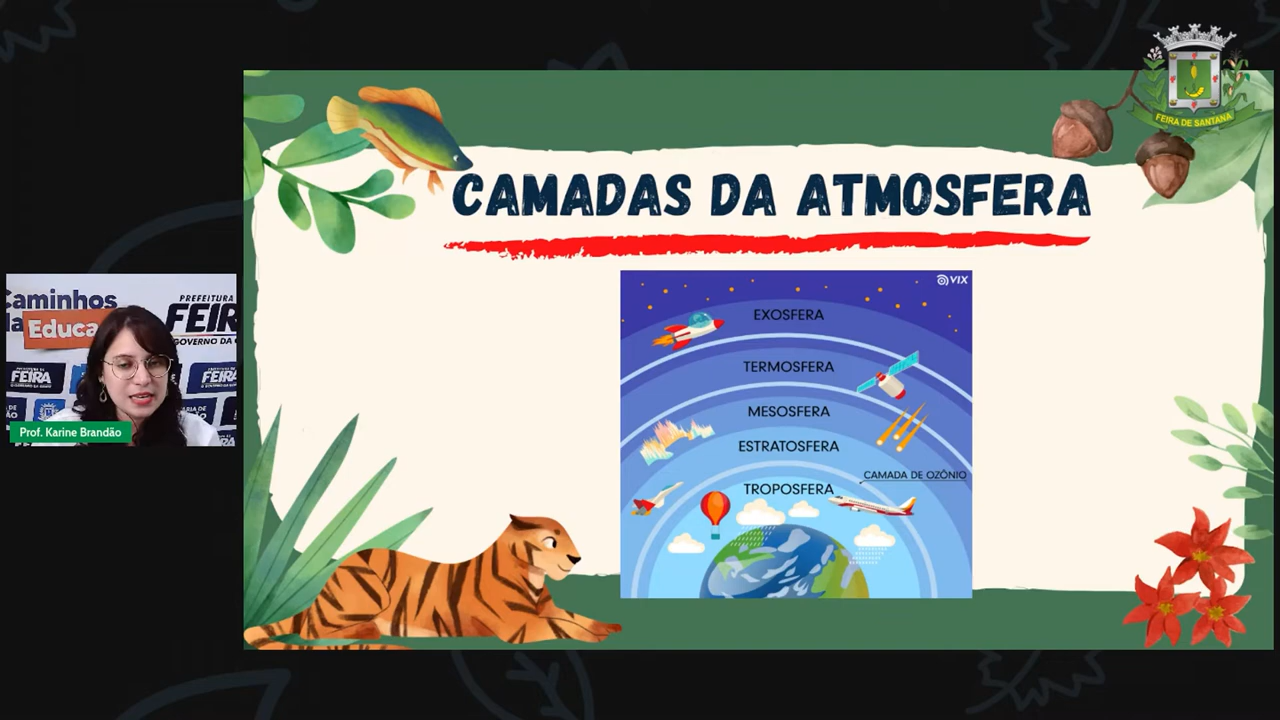 FEIRA DE SANTANA
CAMADAS DA ATMOSFERA
VIX
EXOSFERA
TERMOSFERA
MESOSFERA
ESTRATOSFERA
CAMADA DE OZÔNIO
TROPOSFERA
Caminhos
Educa
PREFEITURA
FEIR
GOVERNO DA
FEIRA
FEIR
Prof. Karine Brandão